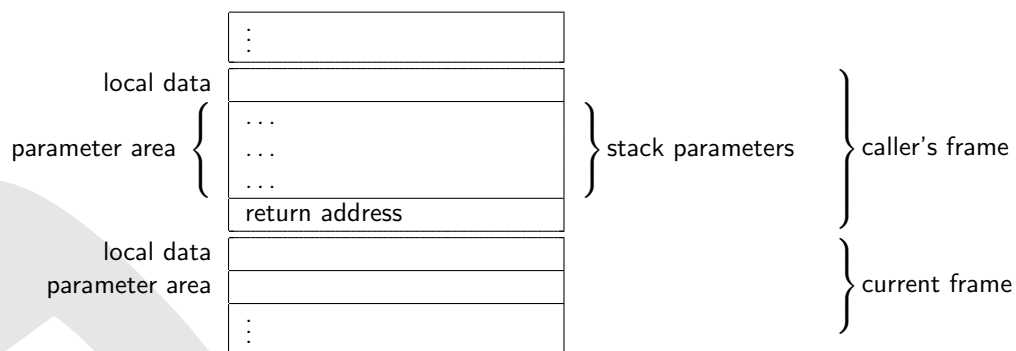 ⋮
local data
parameter area
. . .
. . .
. . .
stack parameters
caller's frame
return address
local data
parameter area
current frame
⋮